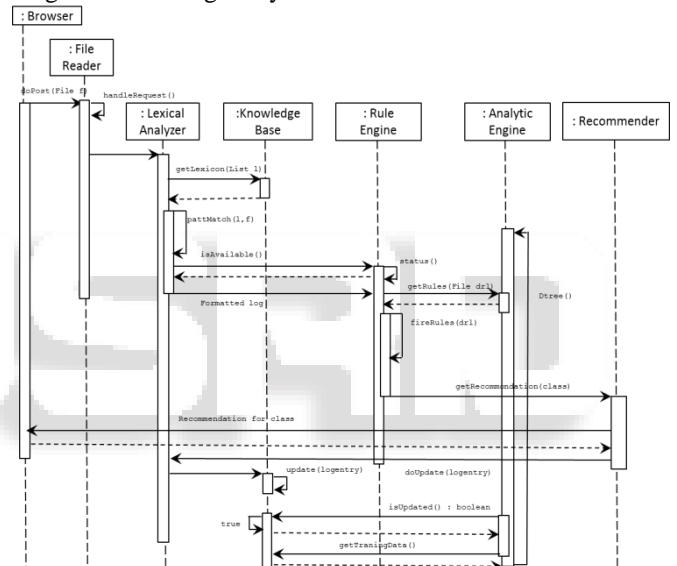 : Browser
: File
Reader
doPost(File f)
handleRequest()
: Lexical
Analyzer
:Knowledge
Base
: Rule
Engine
: Analytic
Engine
: Recommender
getLexicon(List l)
pattMatch(l,f)
isAvailable()
status()
getRules(File drl)
Dtree()
Formatted log
fireRules(drl)
getRecommondation(class)
Recommendation for class
update(logentry)
doUpdate(logentry)
isUpdated() : boolean
true
getTraningData()